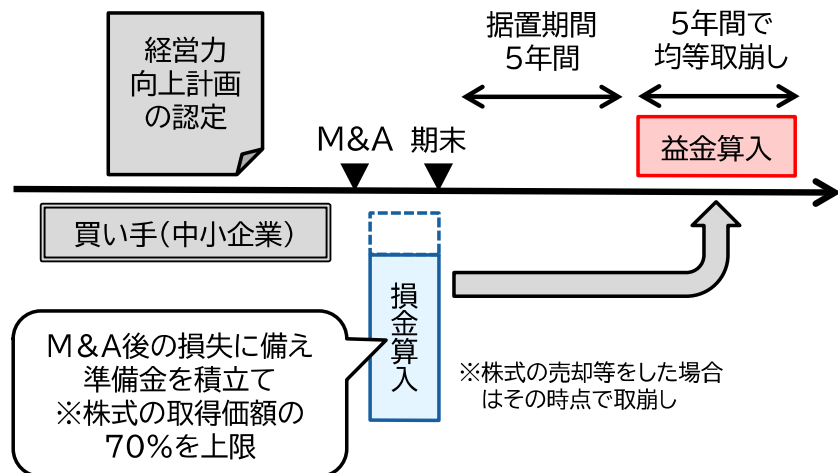 経営力
向上計画
の認定
M&A
期末
据置期間
5年間
5年間で
均等取崩し
益金算入
買い手(中小企業)
損金算入
M&A後の損失に備え
準備金を積立て
※株式の取得価額の
70%を上限
※株式の売却等をした場合
はその時点で取崩し